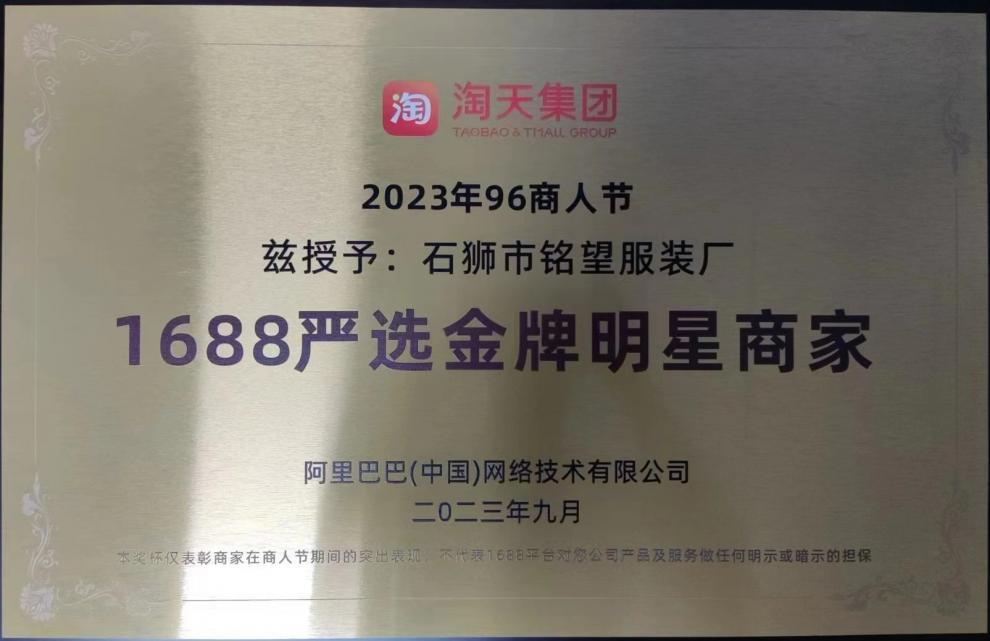 淘
淘天集团
TAOBAO & TMALL GROUP
2023年96商人节
兹授予：石狮市铭望服装厂
1688严选金牌明星商家
阿里巴巴(中国)网络技术有限公司
二0二三年九月
本奖杯仅表彰商家在商人节期间的突出表现，不代表1688平台对您公司产品及服务做任何明示或暗示的担保